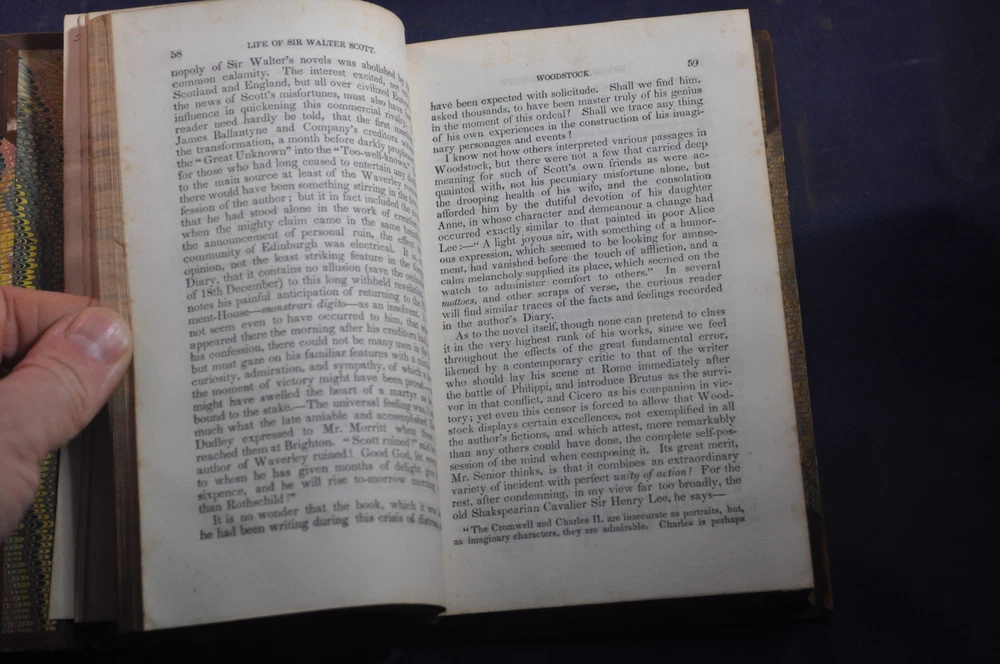 58
LIFE OF SIR WALTER SCOTT.
nopoly of Sir Walter's novels was abolished by
common calamity. The interest excited, not
Scotland and England, but all over civilized
the news of Scott's misfortunes, must also have
influence in quickening this commercial rivalry.
reader need hardly be told, that the first
James Ballantyne and Company's creditors
the transformation, a month before darkly
the "Great Unknown" into the "Too-well-known."
for those who had long ceased to entertain any
to the main source at least of the Waverley
there would have been something stirring in the first
fession of the author; but it in fact included the
that he had stood alone in the work of
when the mighty claim came in the same breath
the announcement of personal ruin, the effect
community of Edinburgh was electrical. It is
opinion, not the least striking feature in the
Diary, that it contains no allusion (save the
of 18th December) to this long withheld
notes his painful anticipation of returning to the
ment-House—monstrari digito—as an insolvent.
not seem even to have occurred to him, that
appeared there the morning after his creditors
his confession, there could not be many men in
but must gaze on his familiar features with a
curiosity, admiration, and sympathy, of which
the moment of victory might have been proud—
might have swelled the heart of a martyr as
bound to the stake.—The universal feeling was,
much what the late amiable and accomplished
Dudley expressed to Mr. Morritt when
reached them at Brighton. "Scott ruined!" said
author of Waverley ruined! Good God, let
to whom he has given months of delight give
sixpence, and he will rise to-morrow morning
than Rothschild!"
It is no wonder that the book, which it was
he had been writing during this crisis of distress,
WOODSTOCK.
59
have been expected with solicitude. Shall we find him,
asked thousands, to have been master truly of his genius
in the moment of this ordeal? Shall we trace any thing
of his own experiences in the construction of his imagi-
nary personages and events?
I know not how others interpreted various passages in
Woodstock, but there were not a few that carried deep
meaning for such of Scott's own friends as were ac-
quainted with, not his pecuniary misfortune alone, but
the drooping health of his wife, and the consolation
afforded him by the dutiful devotion of his daughter
Anne, in whose character and demeanour a change had
occurred exactly similar to that painted in poor Alice
Lee:—"A light joyous air, with something of a humor-
ous expression, which seemed to be looking for amuse-
ment, had vanished before the touch of affliction, and a
calm melancholy supplied its place, which seemed on the
watch to administer comfort to others." In several
mottoes, and other scraps of verse, the curious reader
will find similar traces of the facts and feelings recorded
in the author's Diary.
As to the novel itself, though none can pretend to class
it in the very highest rank of his works, since we feel
throughout the effects of the great fundamental error,
likened by a contemporary critic to that of the writer
who should lay his scene at Rome immediately after
the battle of Philippi, and introduce Brutus as the survi-
vor in that conflict, and Cicero as his companion in vic-
tory; yet even this censor is forced to allow that Wood-
stock displays certain excellences, not exemplified in all
the author's fictions, and which attest, more remarkably
than any others could have done, the complete self-pos-
session of the mind when composing it. Its great merit,
Mr. Senior thinks, is that it combines an extraordinary
variety of incident with perfect unity of action! For the
rest, after condemning, in my view far too broadly, the
old Shakspearian Cavalier Sir Henry Lee, he says—
"The Cromwell and Charles II. are inaccurate as portraits, but,
as imaginary characters, they are admirable. Charles is perhaps